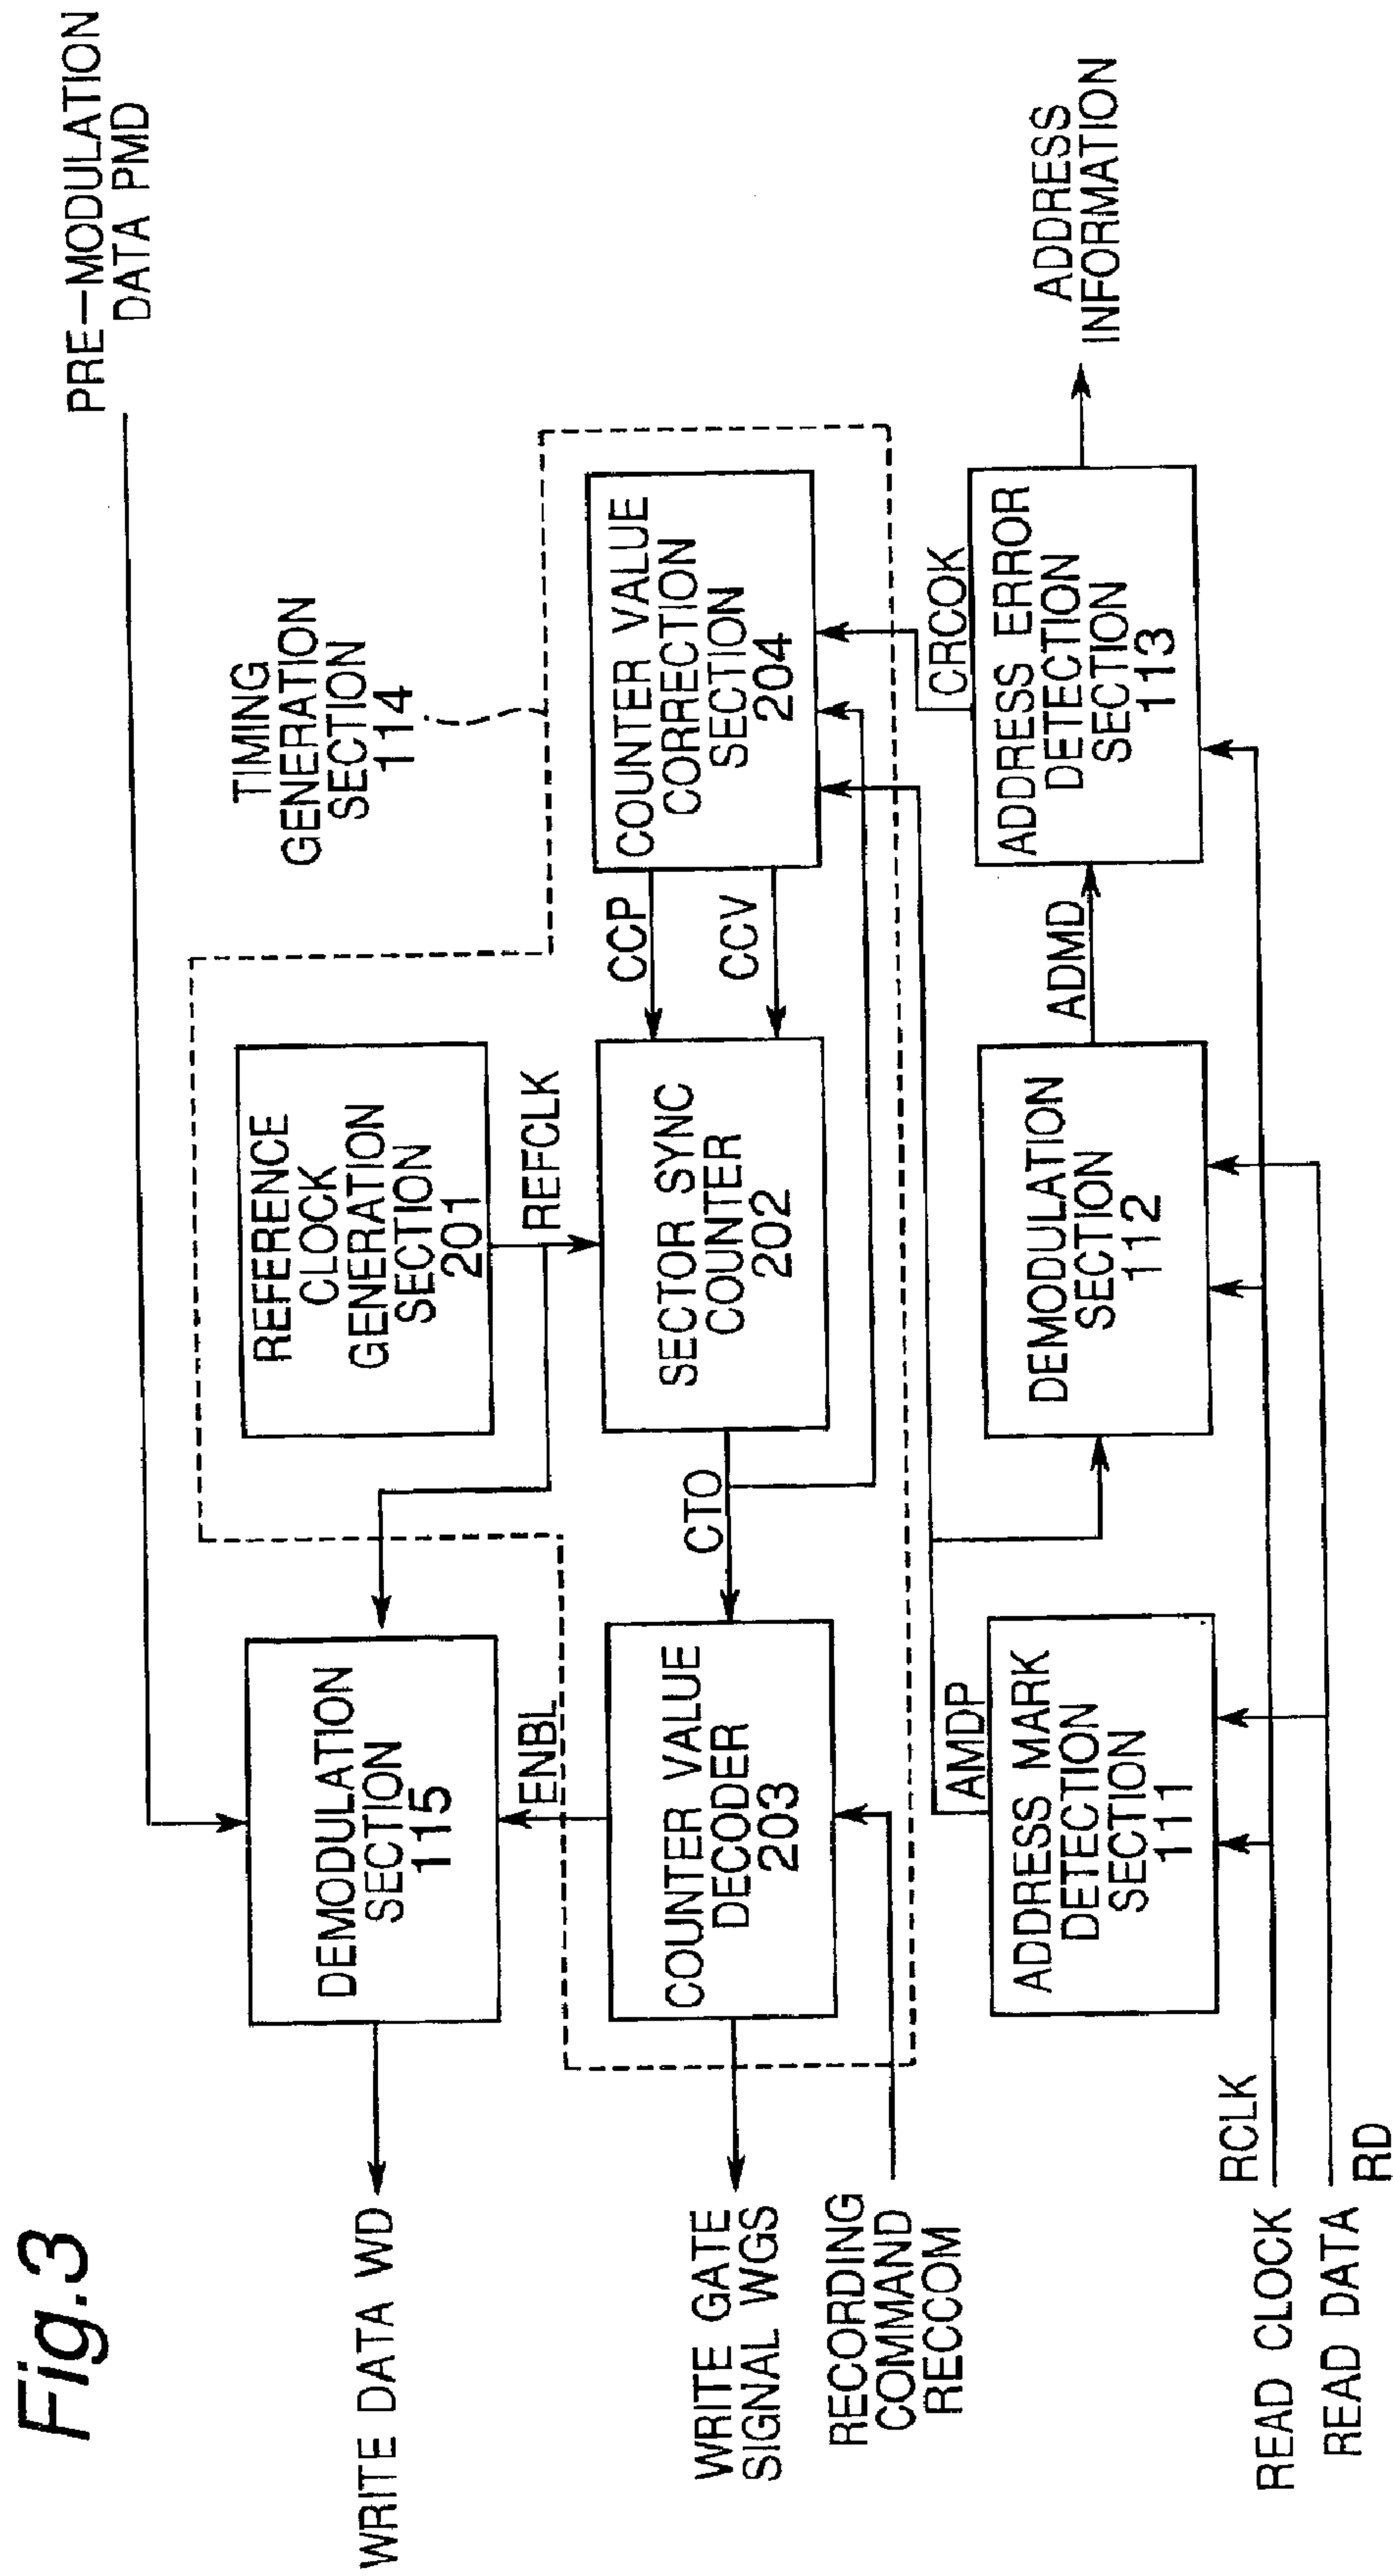 Fig.3
PRE-MODULATION
DATA PMD
TIMING
GENERATION
SECTION
114
WRITE DATA WD
DEMODULATION
SECTION
115
REFERENCE
CLOCK
GENERATION
SECTION
201
ENBL
REFCLK
WRITE GATE
SIGNAL WGS
COUNTER VALUE
DECODER
203
CTO
SECTOR SYNC
COUNTER
202
CCP
CCV
COUNTER VALUE
CORRECTION
SECTION
204
RECORDING
COMMAND
RECCOM
AMDP
CRCOK
ADDRESS MARK
DETECTION
SECTION
111
DEMODULATION
SECTION
112
ADMD
ADDRESS ERROR
DETECTION
SECTION
113
ADDRESS
INFORMATION
READ CLOCK
RCLK
READ DATA
RD